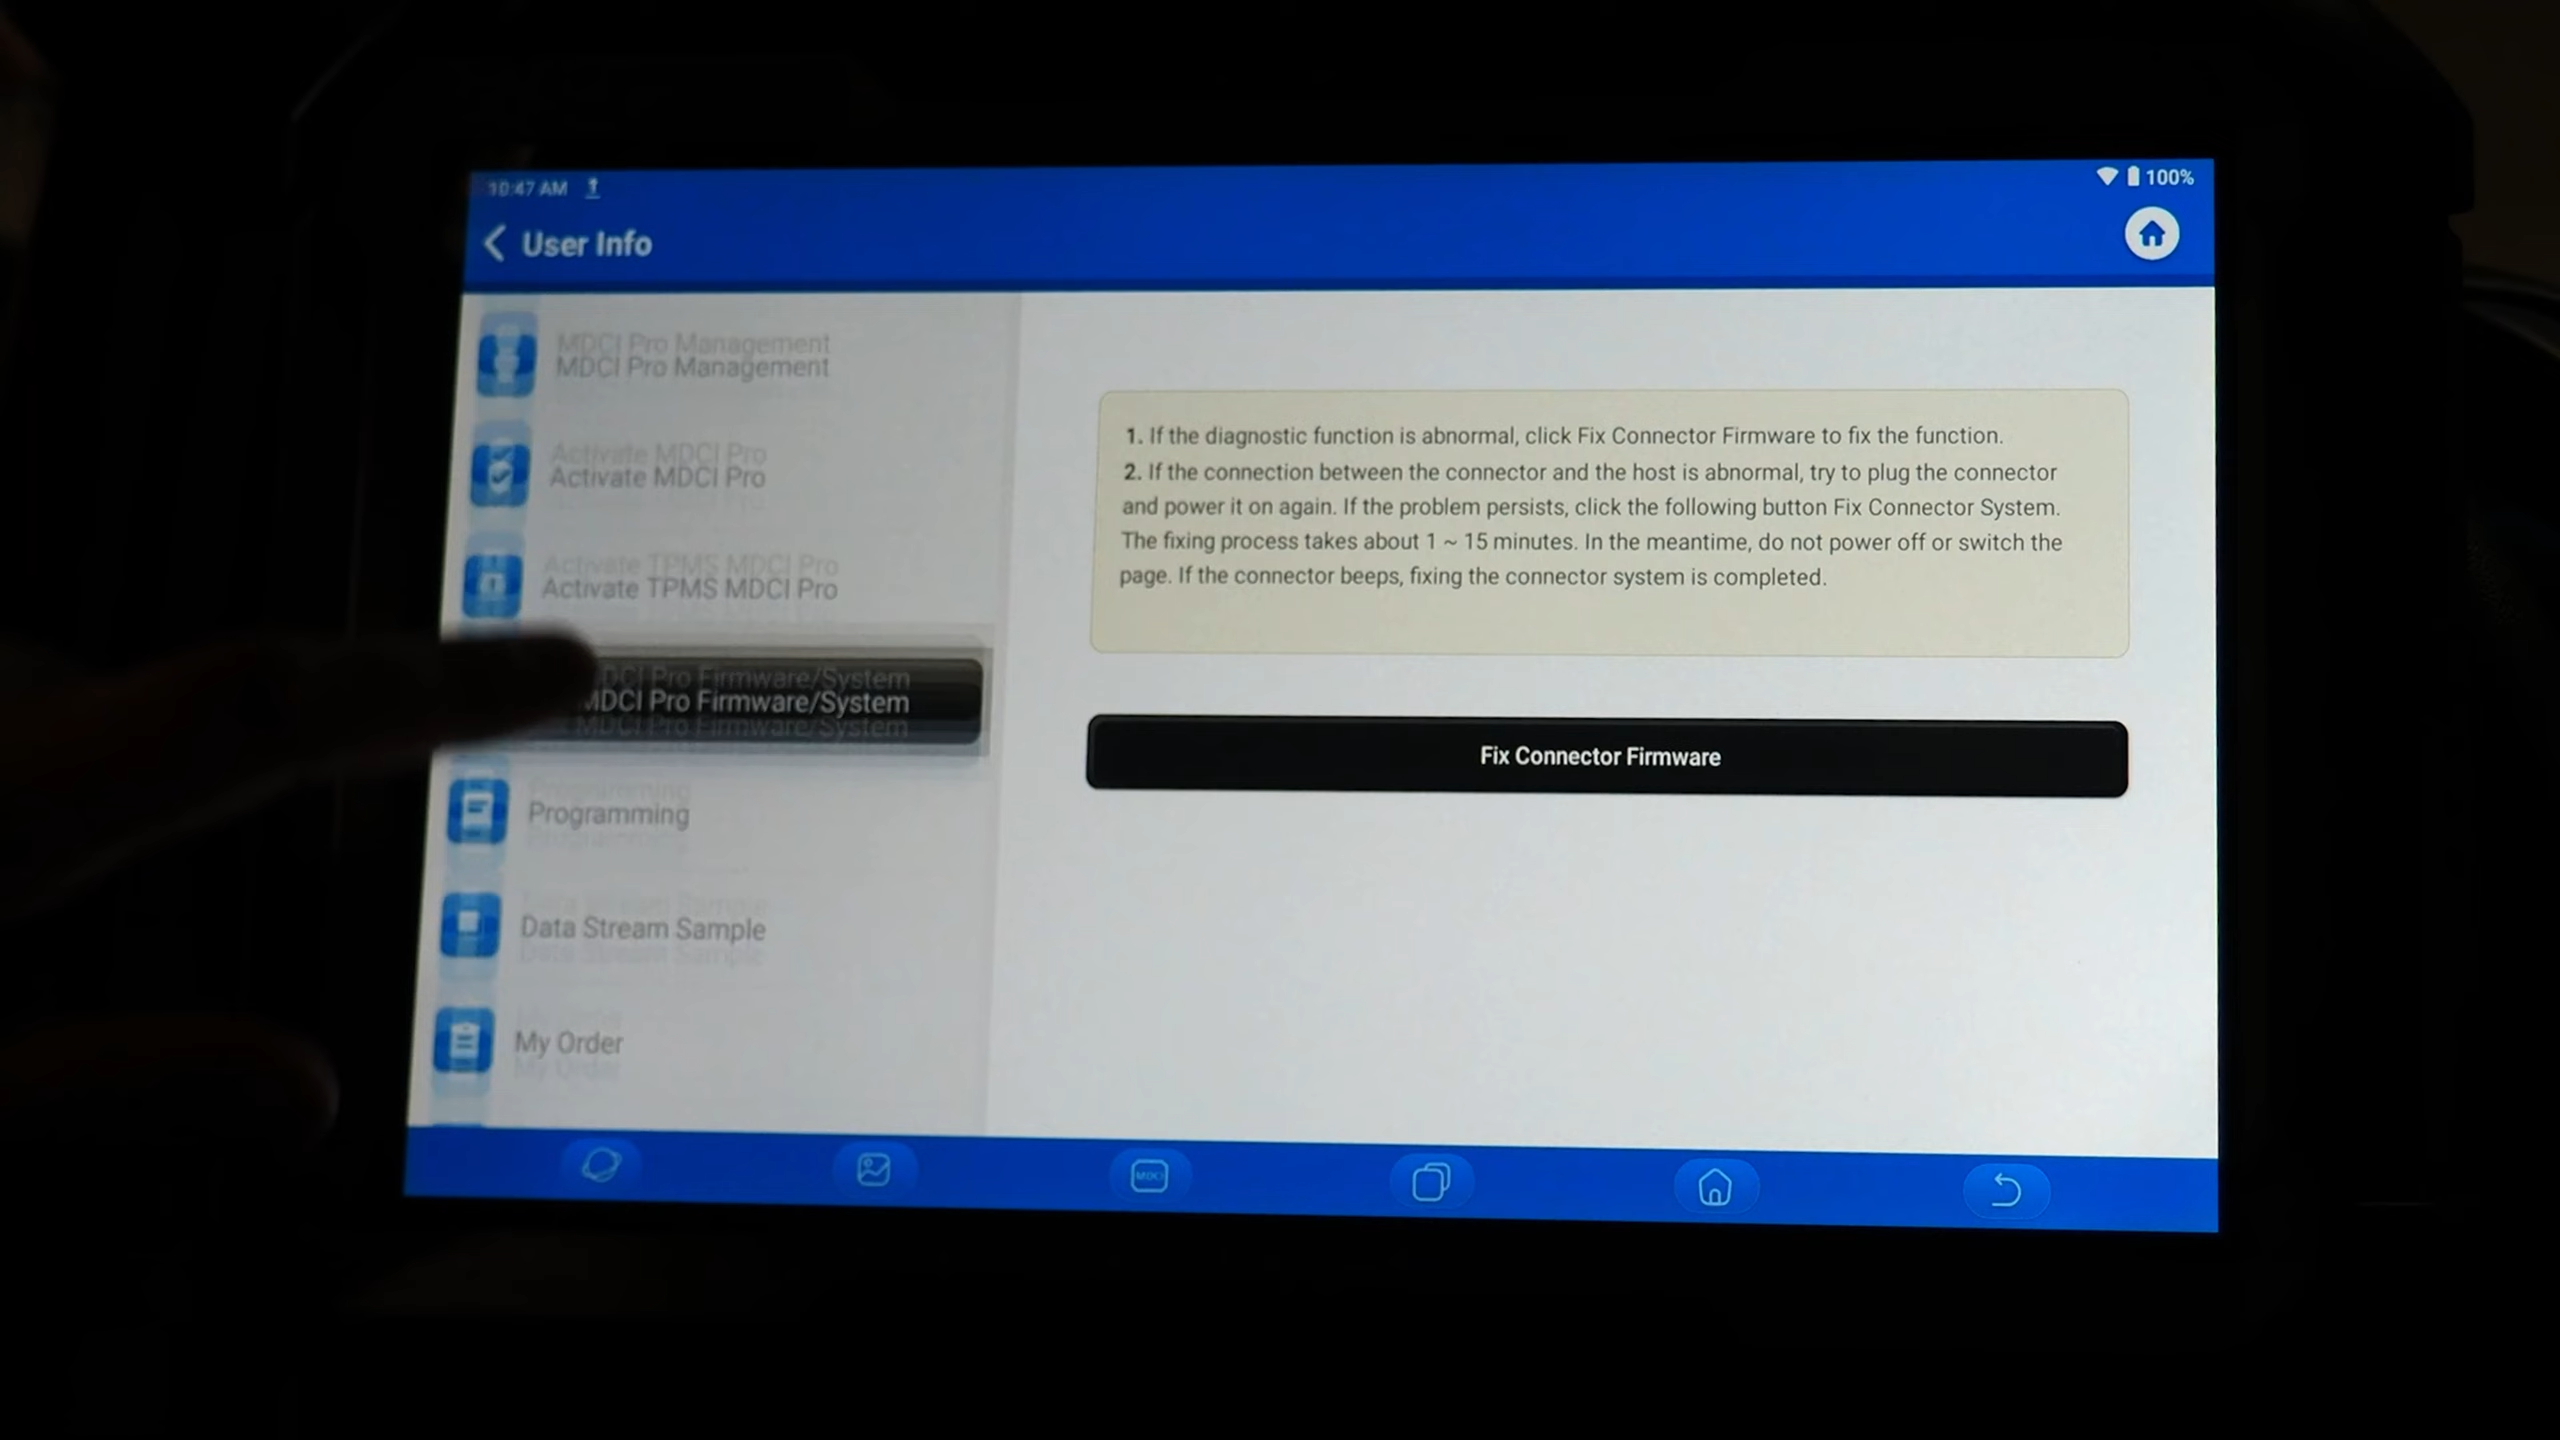 10:47 AM
100%
User Info
MDCI Pro Management
Activate MDCI Pro
Activate TPMS MDCI Pro
MDCI Pro Firmware/System
Programming
Data Stream Sample
My Order
1. If the diagnostic function is abnormal, click Fix Connector Firmware to fix the function.
2. If the connection between the connector and the host is abnormal, try to plug the connector
and power it on again. If the problem persists, click the following button Fix Connector System.
The fixing process takes about 1 ~ 15 minutes. In the meantime, do not power off or switch the
page. If the connector beeps, fixing the connector system is completed.
Fix Connector Firmware
MDCI